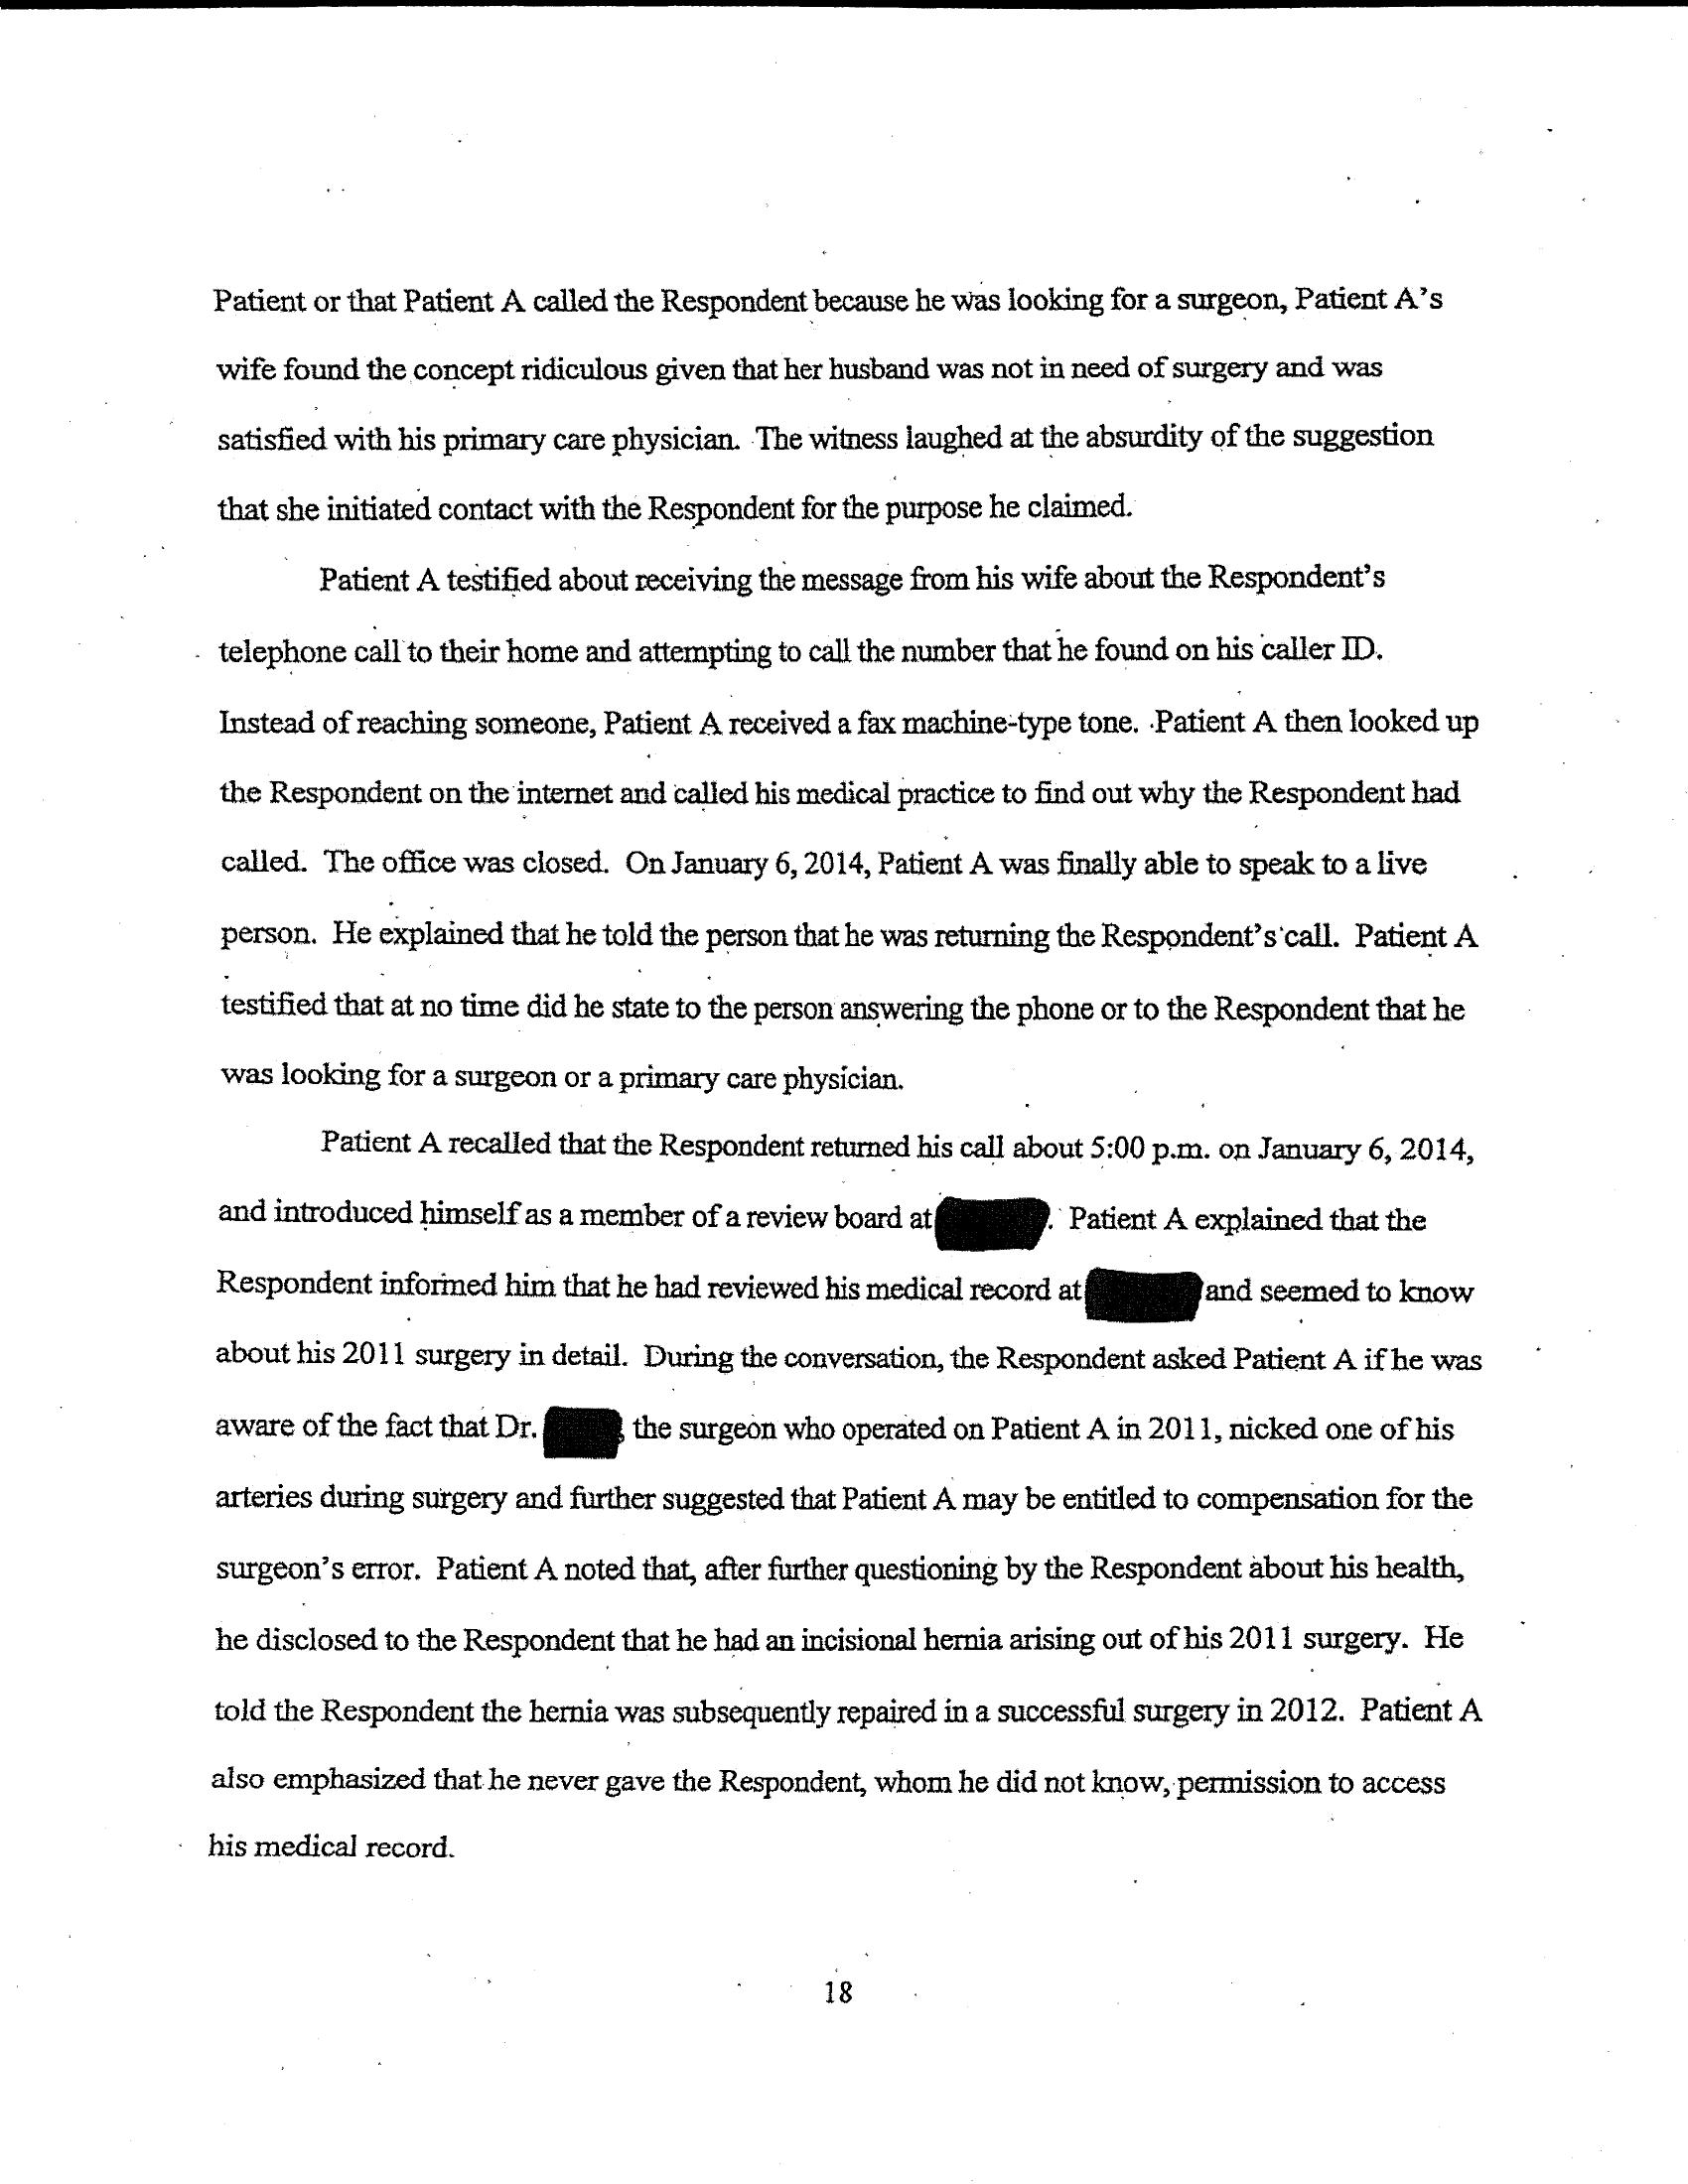 Patient or that Patient A called the Respondent because he was looking for a surgeon, Patient A's
wife found the concept ridiculous given that her husband was not in need of surgery and was
satisfied with his primary care physician. The witness laughed at the absurdity of the suggestion
that she initiated contact with the Respondent for the purpose he claimed.
Patient A testified about receiving the message from his wife about the Respondent's
telephone call to their home and attempting to call the number that he found on his caller ID.
Instead of reaching someone, Patient A received a fax machine-type tone. Patient A then looked up
the Respondent on the internet and called his medical practice to find out why the Respondent had
called. The office was closed. On January 6, 2014, Patient A was finally able to speak to a live
person. He explained that he told the person that he was returning the Respondent's call. Patient A
testified that at no time did he state to the person answering the phone or to the Respondent that he
was looking for a surgeon or a primary care physician.
Patient A recalled that the Respondent returned his call about 5:00 p.m. on January 6, 2014,
and introduced himself as a member of a review board at . Patient A explained that the
Respondent informed him that he had reviewed his medical record at and seemed to know
about his 2011 surgery in detail. During the conversation, the Respondent asked Patient A if he was
aware of the fact that Dr. , the surgeon who operated on Patient A in 2011, nicked one of his
arteries during surgery and further suggested that Patient A may be entitled to compensation for the
surgeon's error. Patient A noted that, after further questioning by the Respondent about his health,
he disclosed to the Respondent that he had an incisional hernia arising out of his 2011 surgery. He
told the Respondent the hernia was subsequently repaired in a successful surgery in 2012. Patient A
also emphasized that he never gave the Respondent, whom he did not know, permission to access
his medical record.
18